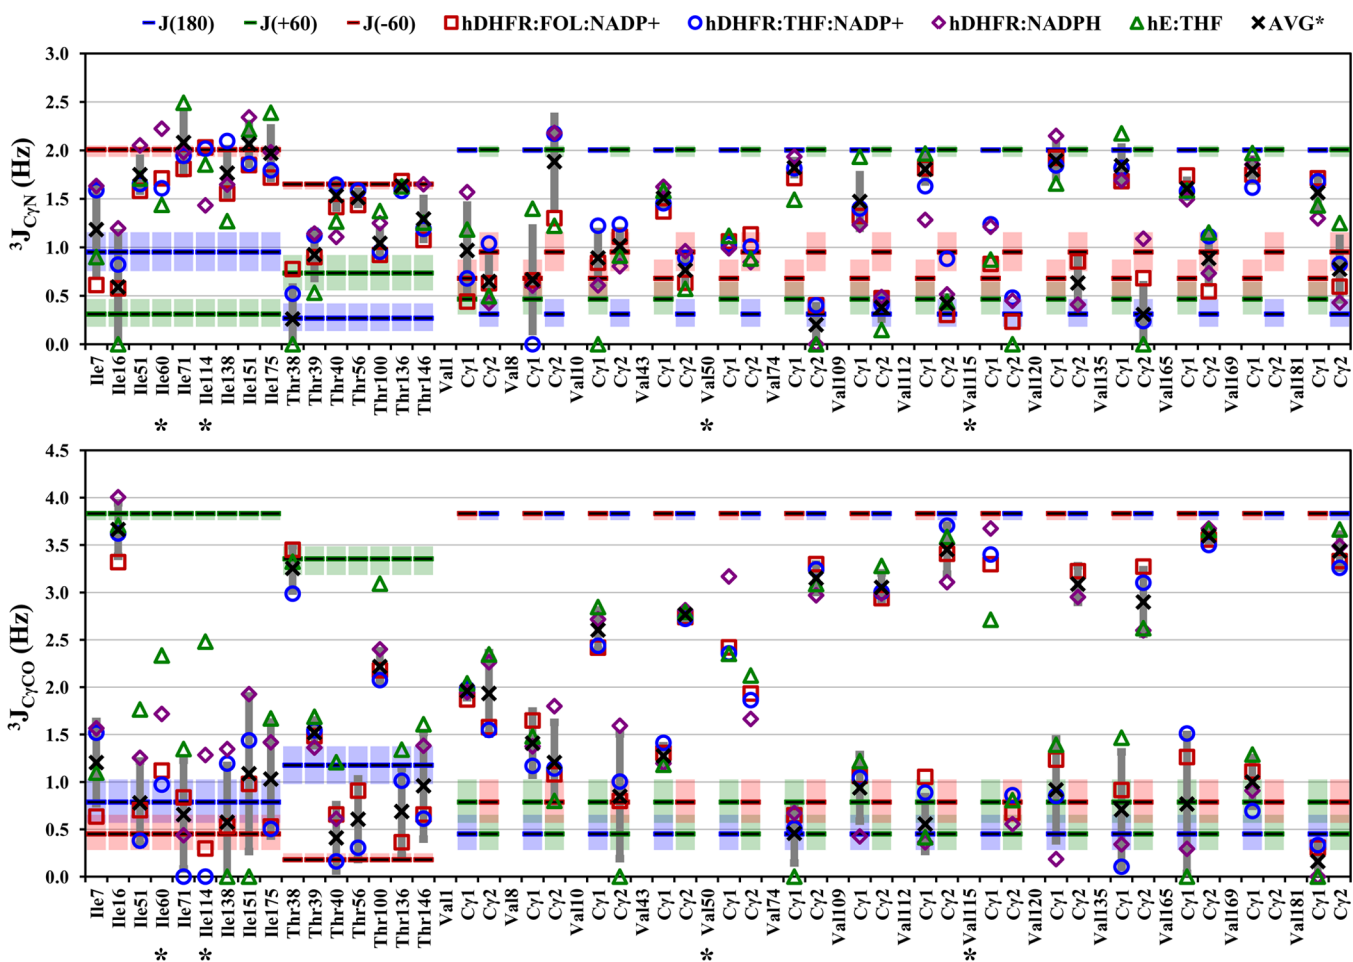 J(180) J(+60) J(-60) hDHFR:FOL:NADP+ hDHFR:THF:NADP+ hDHFR:NADPH hE:THF AVG*
3.0
2.5
2.0
1.5
1.0
0.5
0.0
³J_CγN (Hz)
Ile7 Ile16 Ile51 Ile60 Ile71 Ile114 Ile138 Ile151 Ile175 Thr38 Thr39 Thr40 Thr56 Thr100 Thr136 Thr146 Val1 Cγ1 Cγ2 Val8 Cγ1 Cγ2 Val10 Cγ1 Cγ2 Val43 Cγ1 Cγ2 Val50 Cγ1 Cγ2 Val74 Cγ1 Cγ2 Val109 Cγ1 Cγ2 Val112 Cγ1 Cγ2 Val115 Cγ1 Cγ2 Val120 Cγ1 Cγ2 Val135 Cγ1 Cγ2 Val165 Cγ1 Cγ2 Val169 Cγ1 Cγ2 Val181 Cγ1 Cγ2
* * * *
4.5
4.0
3.5
3.0
2.5
2.0
1.5
1.0
0.5
0.0
³J_CγCO (Hz)
Ile7 Ile16 Ile51 Ile60 Ile71 Ile114 Ile138 Ile151 Ile175 Thr38 Thr39 Thr40 Thr56 Thr100 Thr136 Thr146 Val1 Cγ1 Cγ2 Val8 Cγ1 Cγ2 Val10 Cγ1 Cγ2 Val43 Cγ1 Cγ2 Val50 Cγ1 Cγ2 Val74 Cγ1 Cγ2 Val109 Cγ1 Cγ2 Val112 Cγ1 Cγ2 Val115 Cγ1 Cγ2 Val120 Cγ1 Cγ2 Val135 Cγ1 Cγ2 Val165 Cγ1 Cγ2 Val169 Cγ1 Cγ2 Val181 Cγ1 Cγ2
* * * *